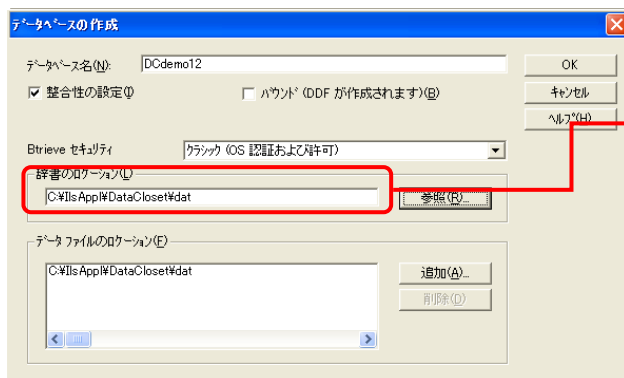 データベースの作成
データベース名(N): DCdemo12 OK
整合性の設定(I) バウンド (DDF が作成されます)(B) キャンセル
ヘルプ(H)
Btrieve セキュリティ クラシック (OS 認証および許可)
辞書のロケーション(L)
C:¥IlsAppl¥DataCloset¥dat 参照(R)...
データ ファイルのロケーション(F)
C:¥IlsAppl¥DataCloset¥dat 追加(A)...
削除(D)